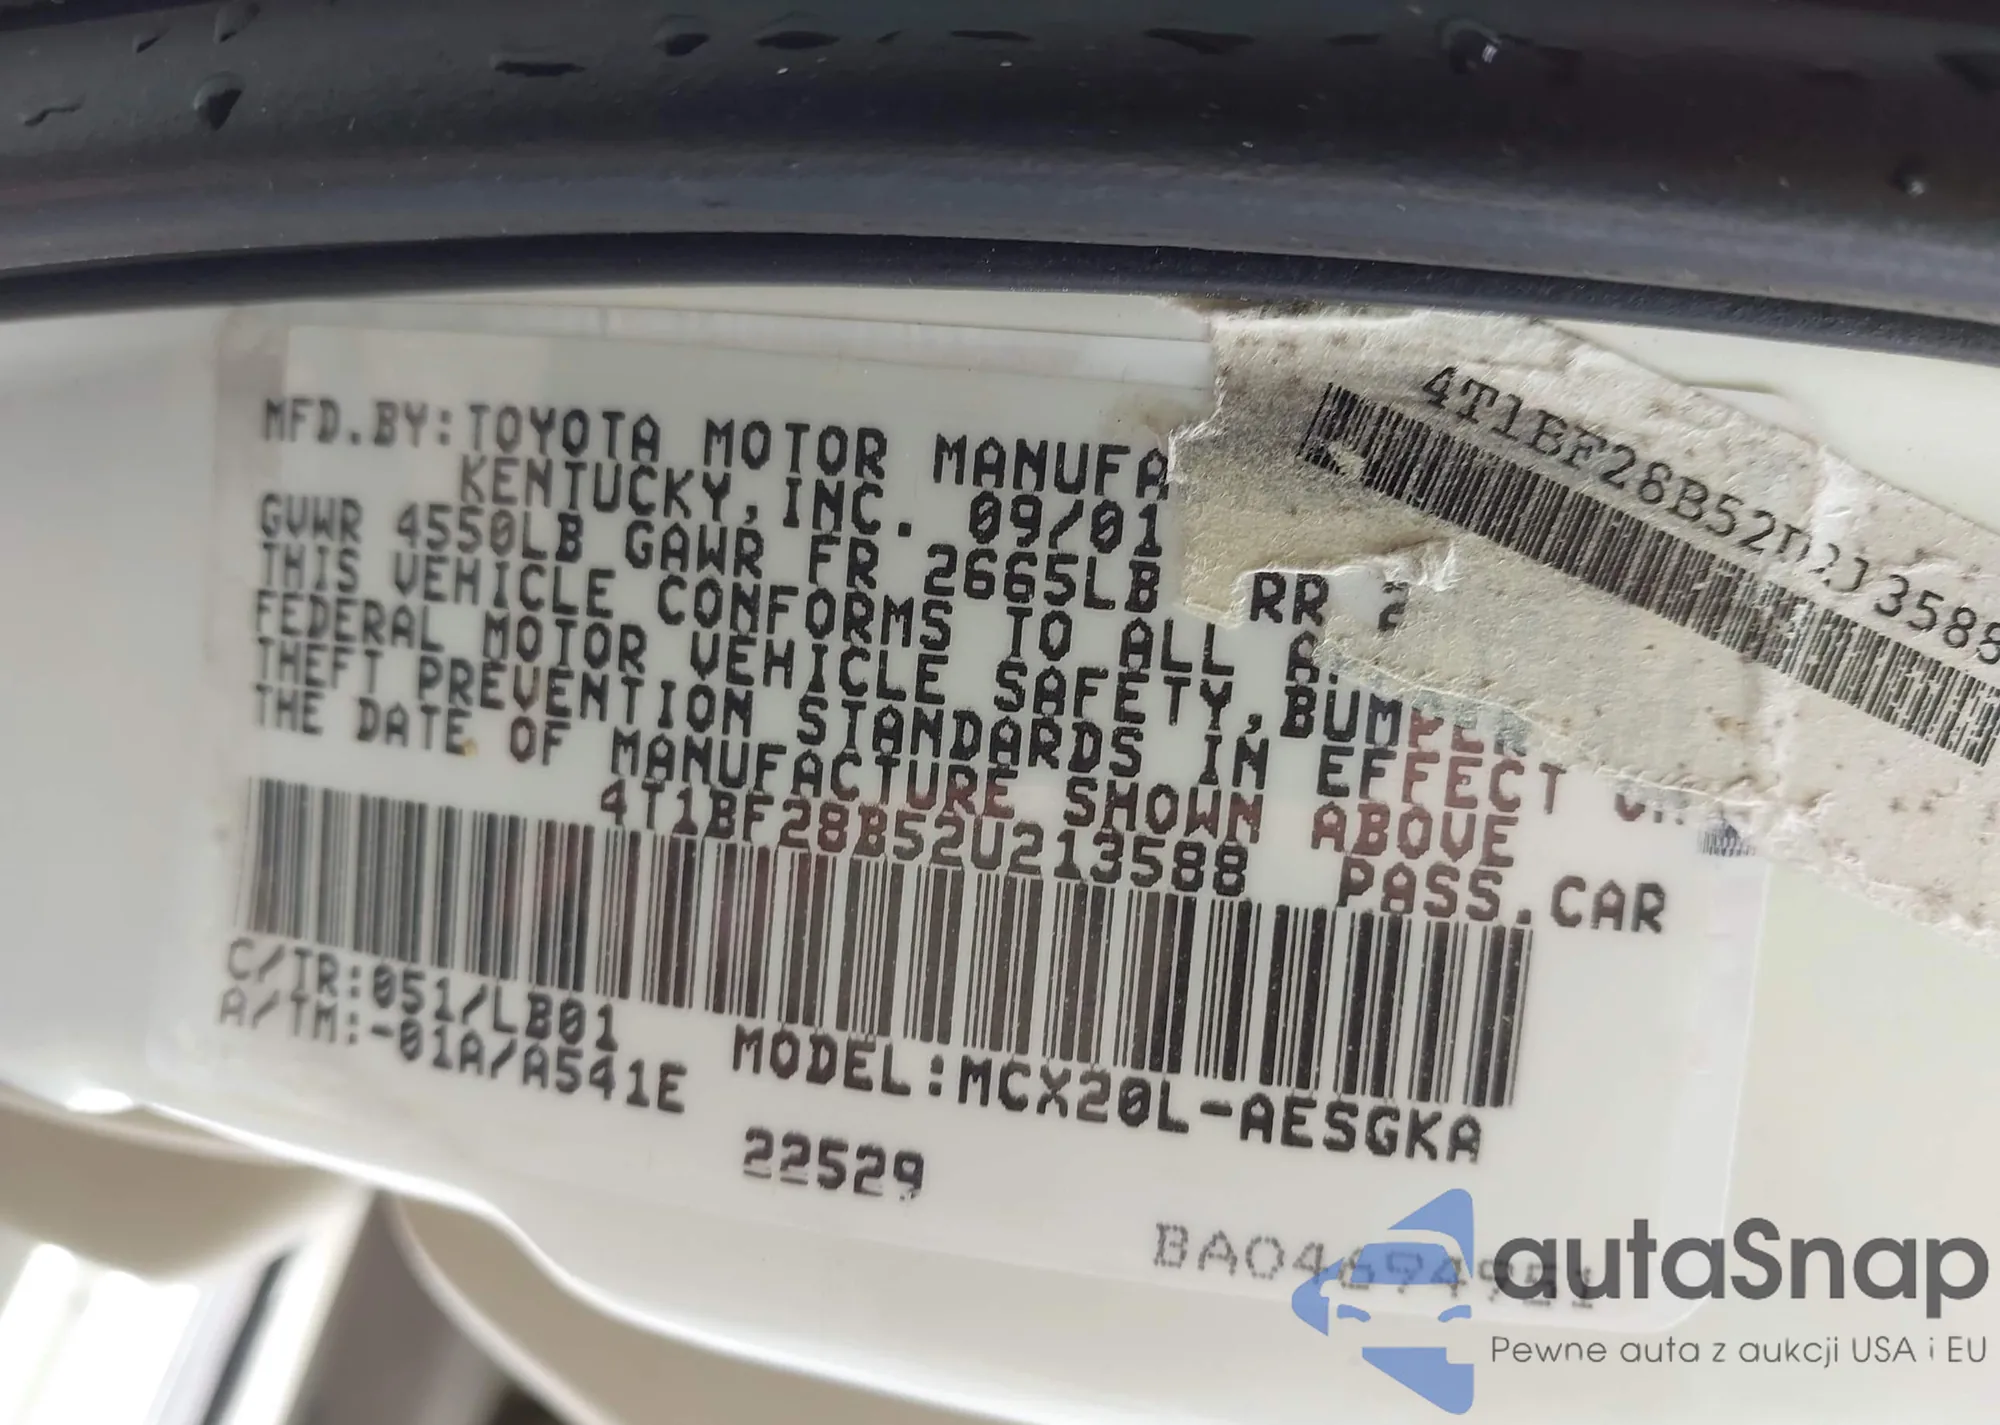 4T1BF28B52U213588
MFD.BY:TOYOTA MOTOR MANUFA
KENTUCKY,INC. 09/01
GVWR 4550LB GAWR FR 2665LB RR 2
THIS VEHICLE CONFORMS TO ALL
FEDERAL MOTOR VEHICLE SAFETY,BUMPER
THEFT PREVENTION STANDARDS IN EFFECT
THE DATE OF MANUFACTURE SHOWN ABOVE
4T1BF28B52U213588 PASS.CAR
C/TR:051/LB01
A/TM:-01A/A541E MODEL:MCX20L-AESGKA
22529
autaSnap
Pewne auta z aukcji USA i EU